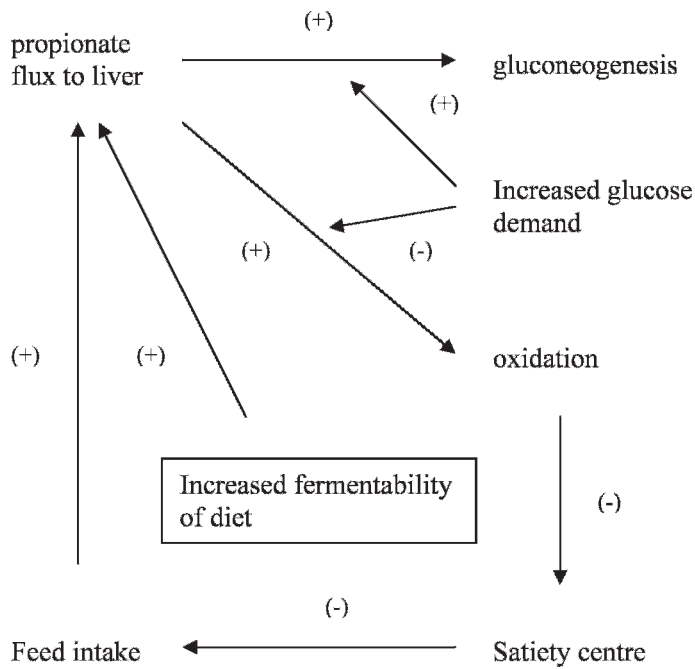 (+)
propionate
flux to liver
gluconeogenesis
(+)
Increased glucose
demand
(+)
(-)
(+)
(+)
oxidation
Increased fermentability
of diet
(-)
(-)
Feed intake
Satiety centre